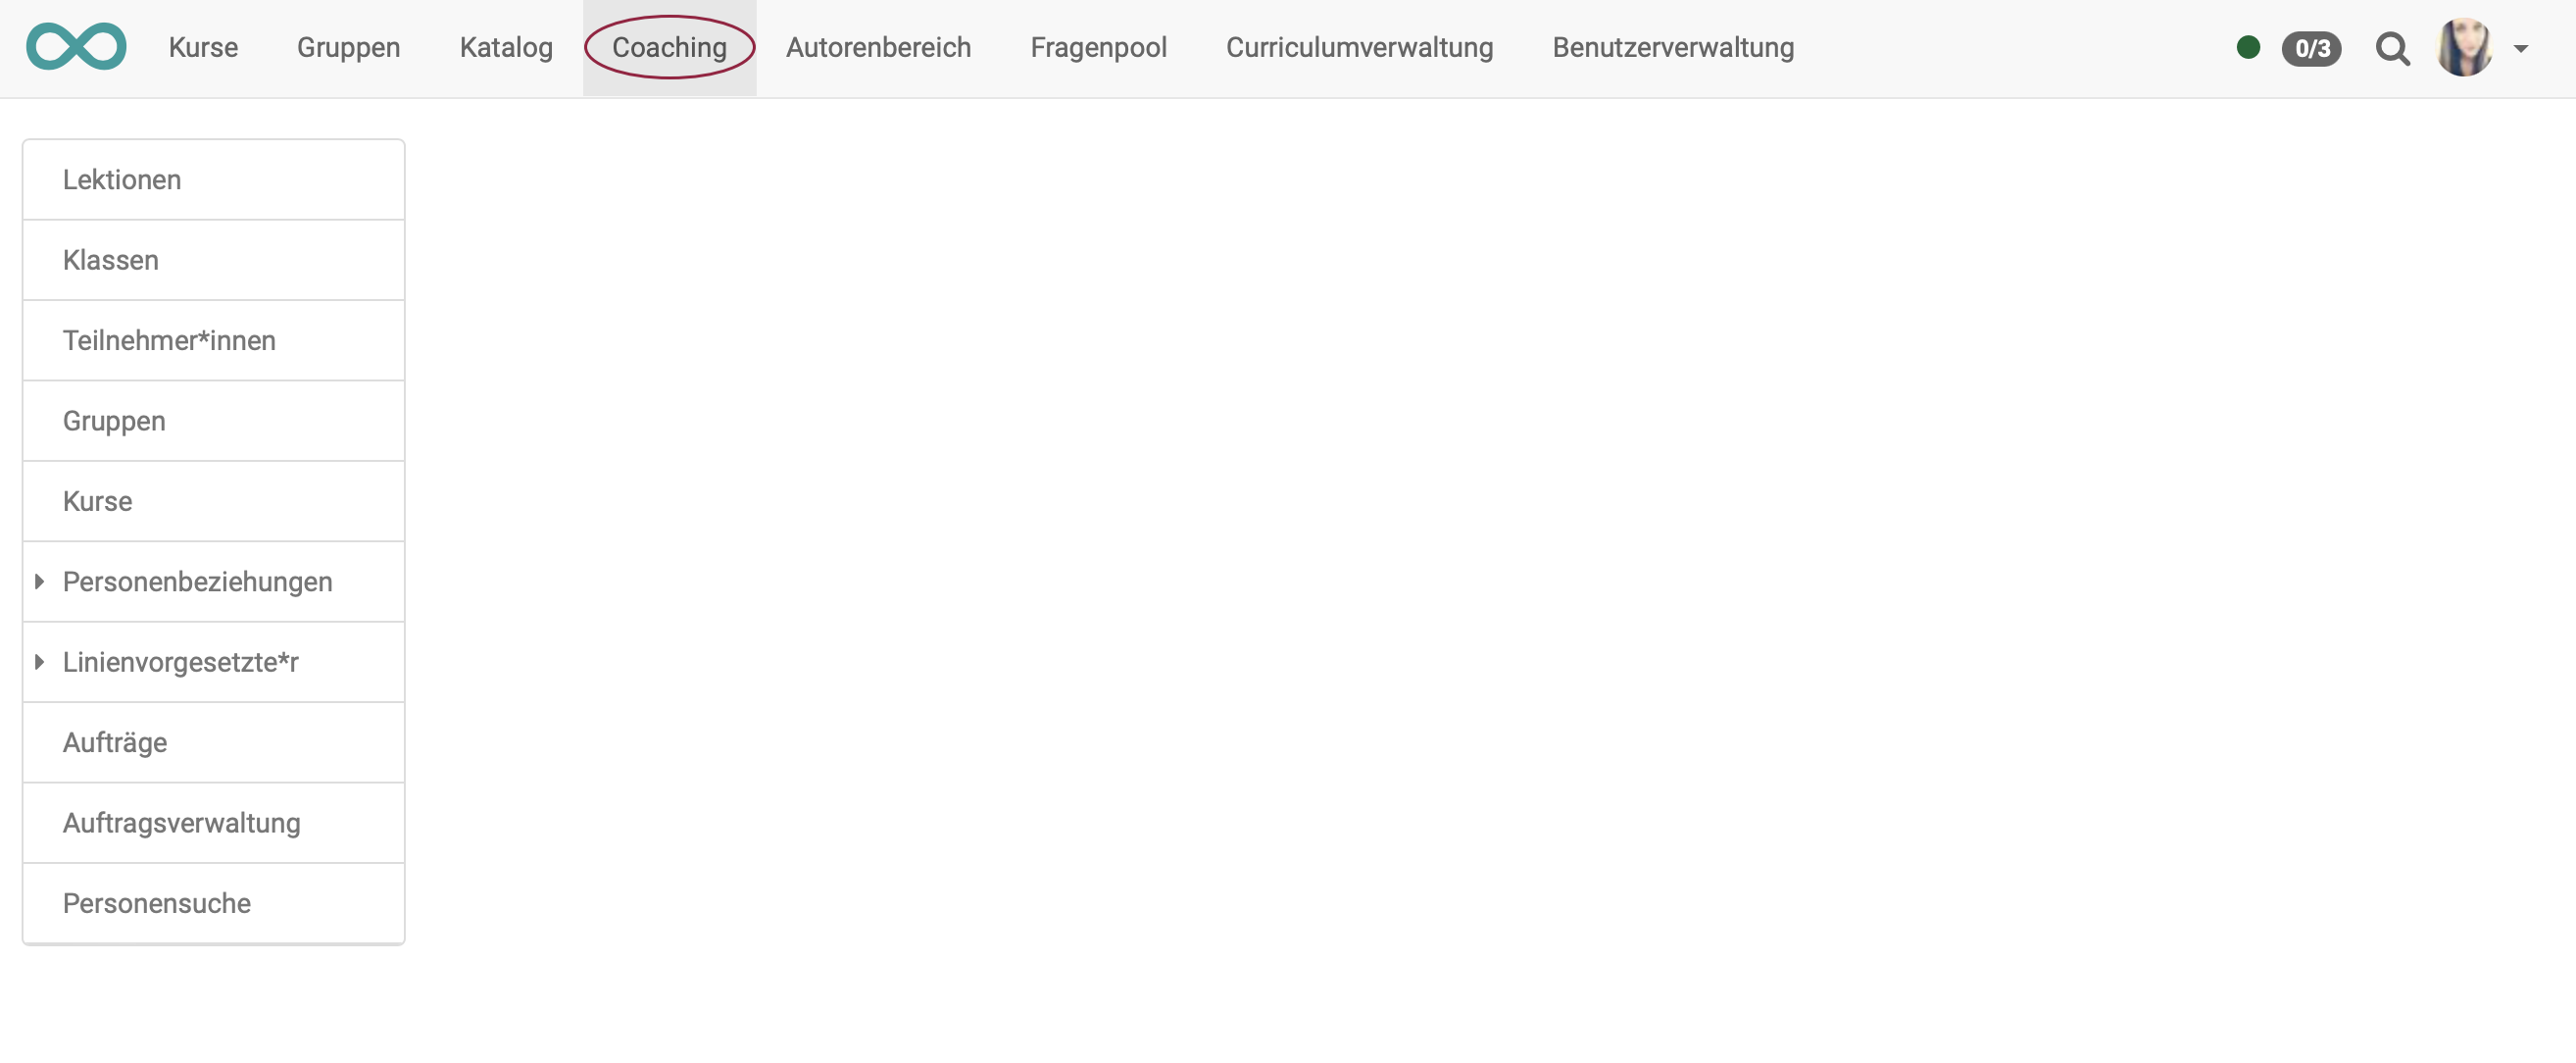 Kurse Gruppen Katalog Coaching Autorenbereich Fragenpool Curriculumverwaltung Benutzerverwaltung 0/3
Lektionen
Klassen
Teilnehmer*innen
Gruppen
Kurse
Personenbeziehungen
Linienvorgesetzte*r
Aufträge
Auftragsverwaltung
Personensuche